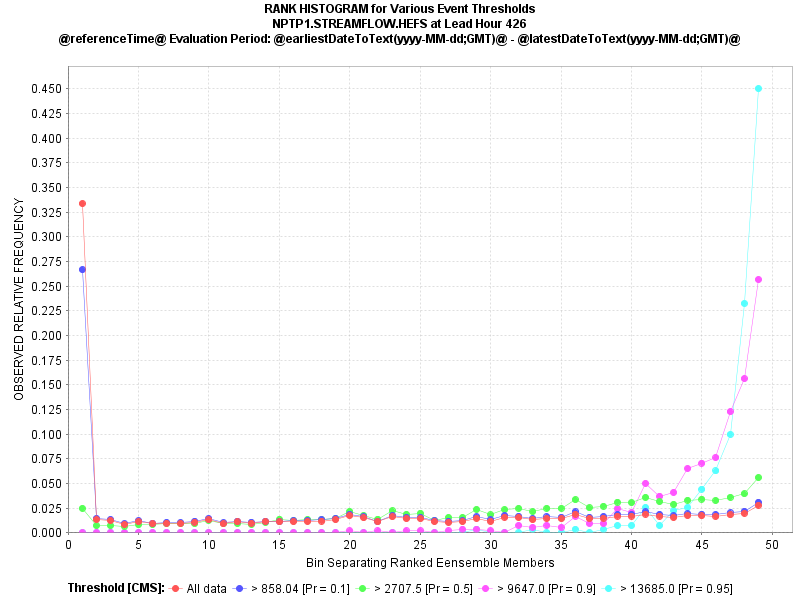 RANK HISTOGRAM for Various Event Thresholds
NPTP1.STREAMFLOW.HEFS at Lead Hour 426
@referenceTime@ Evaluation Period: @earliestDateToText(yyyy-MM-dd;GMT)@ - @latestDateToText(yyyy-MM-dd;GMT)@
OBSERVED RELATIVE FREQUENCY
0.450
0.425
0.400
0.375
0.350
0.325
0.300
0.275
0.250
0.225
0.200
0.175
0.150
0.125
0.100
0.075
0.050
0.025
0.000
0 5 10 15 20 25 30 35 40 45 50
Bin Separating Ranked Eensemble Members
Threshold [CMS]: All data > 858.04 [Pr = 0.1] > 2707.5 [Pr = 0.5] > 9647.0 [Pr = 0.9] > 13685.0 [Pr = 0.95]